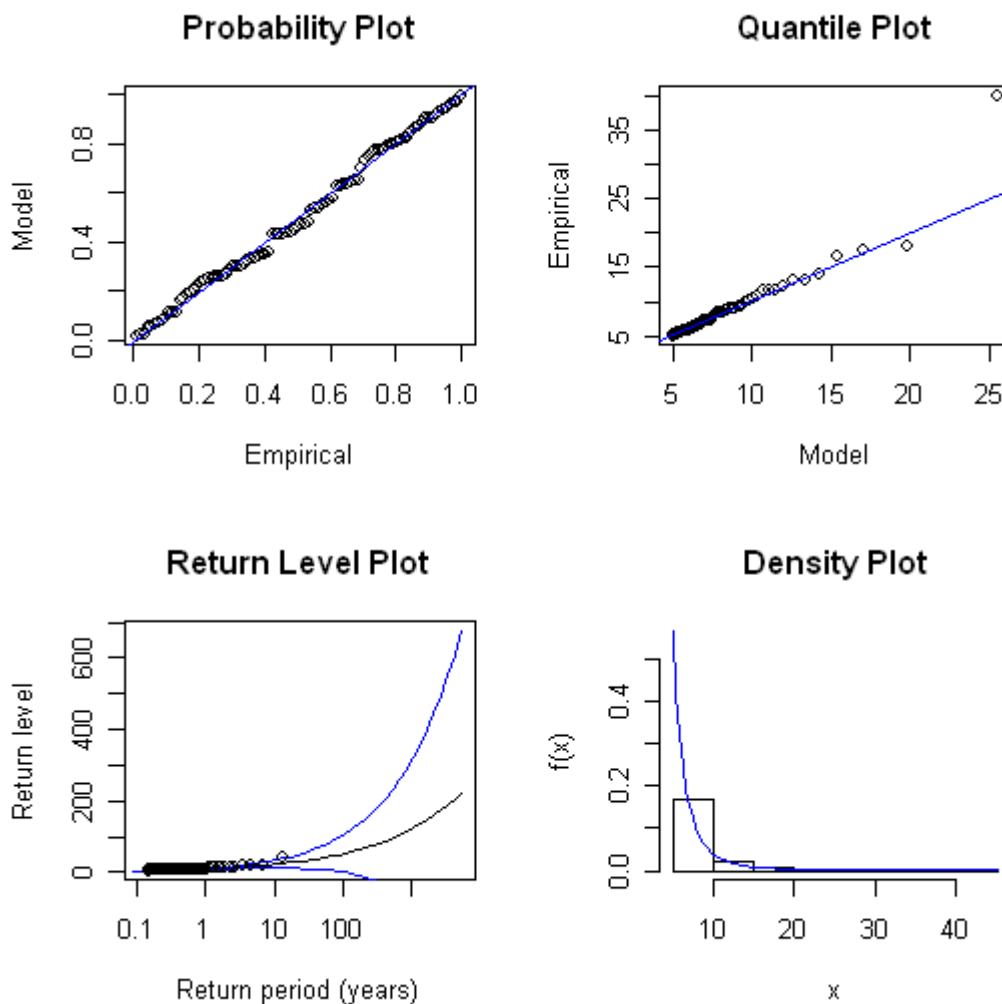 Probability Plot
Model
0.0 0.4 0.8
0.0 0.2 0.4 0.6 0.8 1.0
Empirical
Quantile Plot
Empirical
5 15 25 35
5 10 15 20 25
Model
Return Level Plot
Return level
0 200 400 600
0.1 1 10 100
Return period (years)
Density Plot
f(x)
0.0 0.2 0.4
10 20 30 40
x